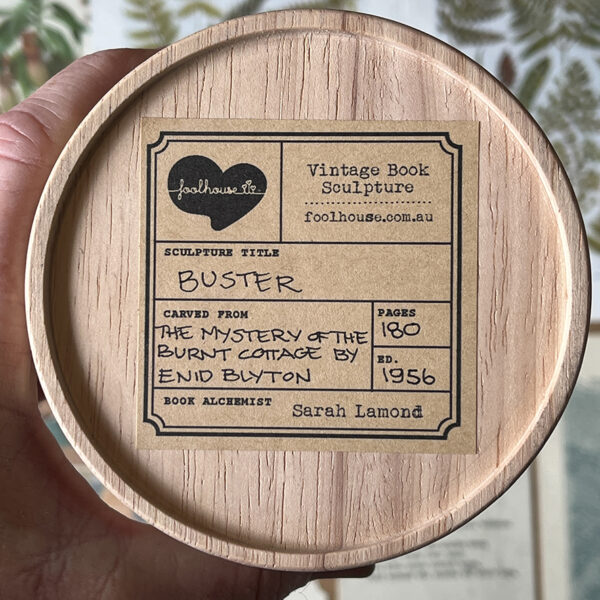 foolhouse
Vintage Book
Sculpture
foolhouse.com.au
SCULPTURE TITLE
BUSTER
CARVED FROM
THE MYSTERY OF THE
BURNT COTTAGE BY
ENID BLYTON
PAGES
180
ED.
1956
BOOK ALCHEMIST
Sarah Lamond